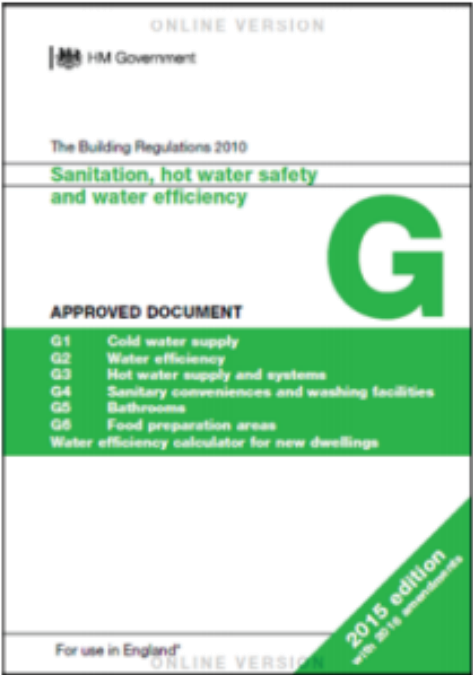 ONLINE VERSION
HM Government
The Building Regulations 2010
Sanitation, hot water safety
and water efficiency
G
APPROVED DOCUMENT
G1 Cold water supply
G2 Water efficiency
G3 Hot water supply and systems
G4 Sanitary conveniences and washing facilities
G5 Bathrooms
G6 Food preparation areas
Water efficiency calculator for new dwellings
2015 edition
with 2016 amendments
For use in England*
ONLINE VERSION